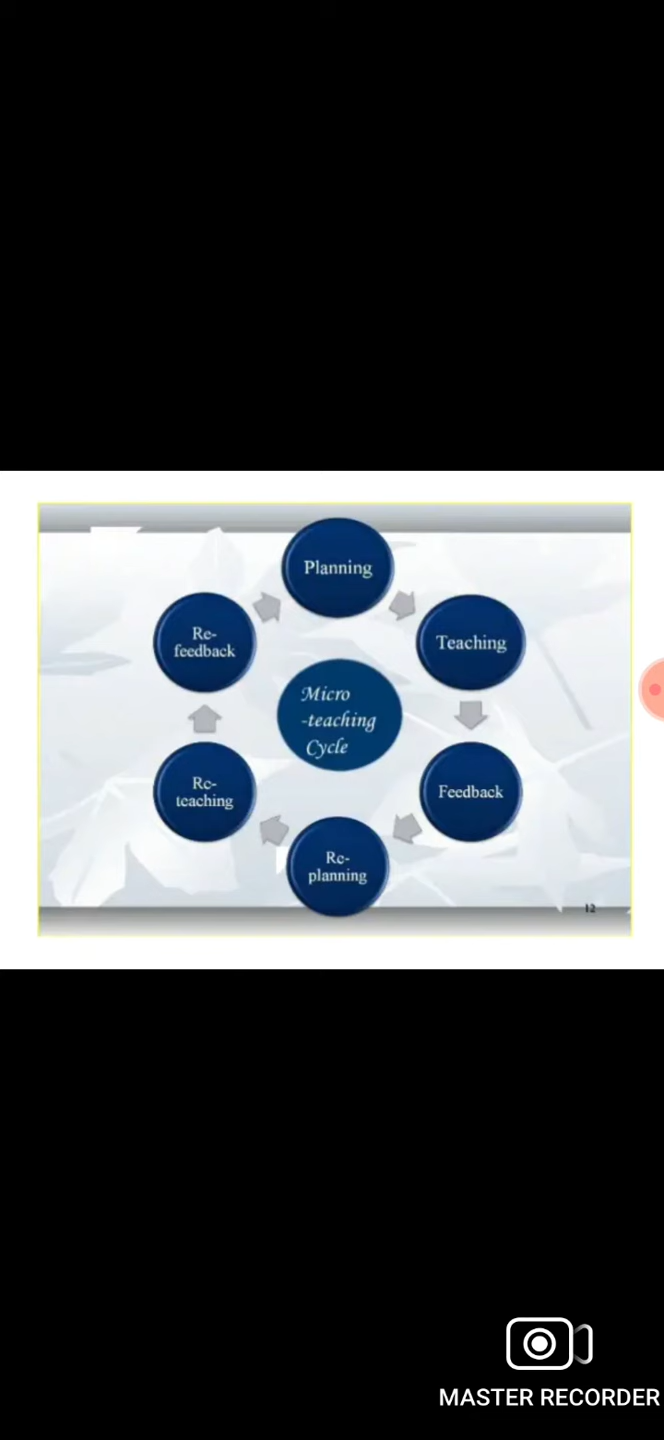 Planning
Teaching
Feedback
Re-
planning
Re-
teaching
Re-
feedback
Micro
-teaching
Cycle
12
MASTER RECORDER